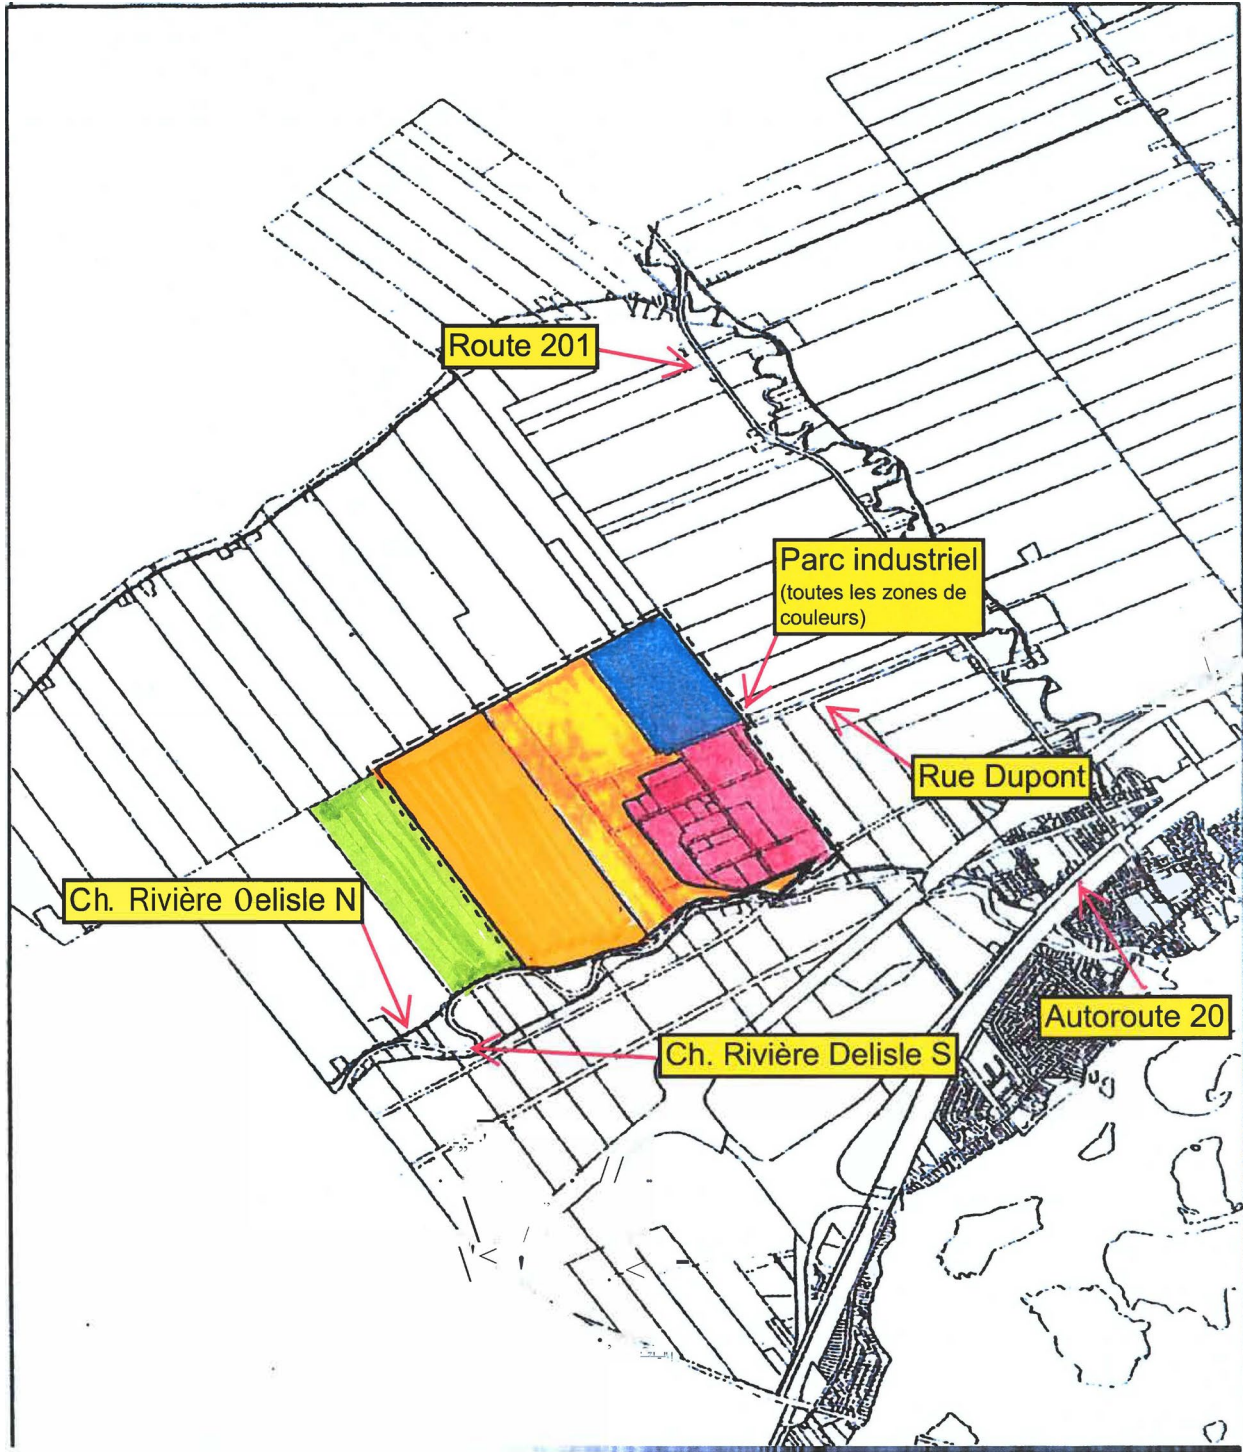 Route 201
Parc industriel
(toutes les zones de
couleurs)
Rue Dupont
Ch. Rivière 0elisle N
Autoroute 20
Ch. Rivière Delisle S